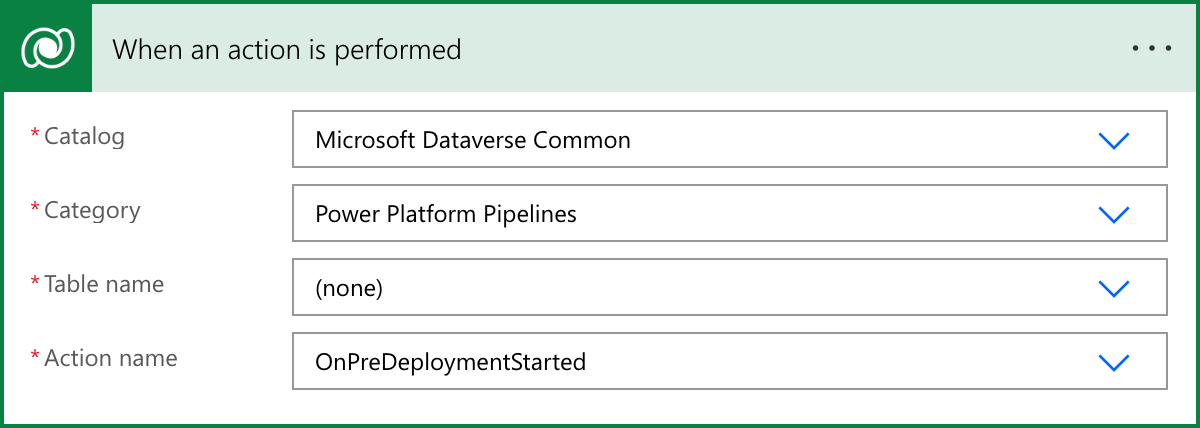 When an action is performed
* Catalog
Microsoft Dataverse Common
* Category
Power Platform Pipelines
* Table name
(none)
* Action name
OnPreDeploymentStarted